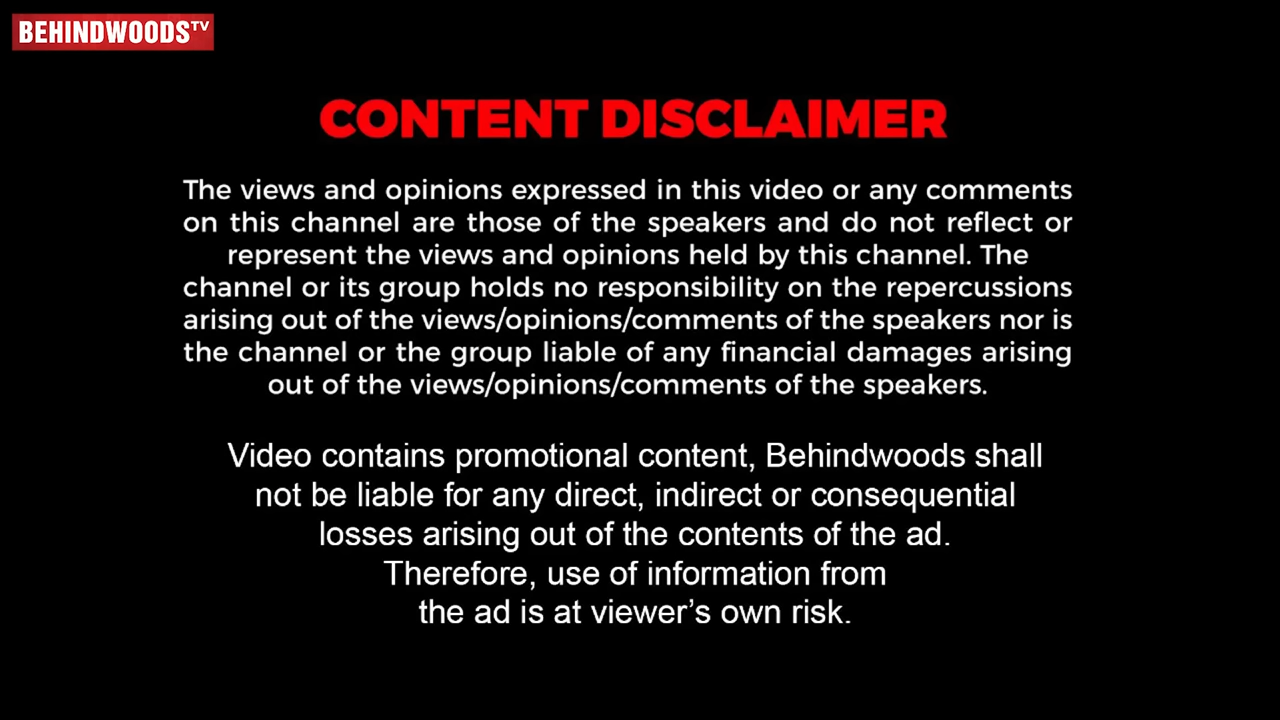 BEHINDWOODS TV
CONTENT DISCLAIMER
The views and opinions expressed in this video or any comments
on this channel are those of the speakers and do not reflect or
represent the views and opinions held by this channel. The
channel or its group holds no responsibility on the repercussions
arising out of the views/opinions/comments of the speakers nor is
the channel or the group liable of any financial damages arising
out of the views/opinions/comments of the speakers.
Video contains promotional content, Behindwoods shall
not be liable for any direct, indirect or consequential
losses arising out of the contents of the ad.
Therefore, use of information from
the ad is at viewer’s own risk.